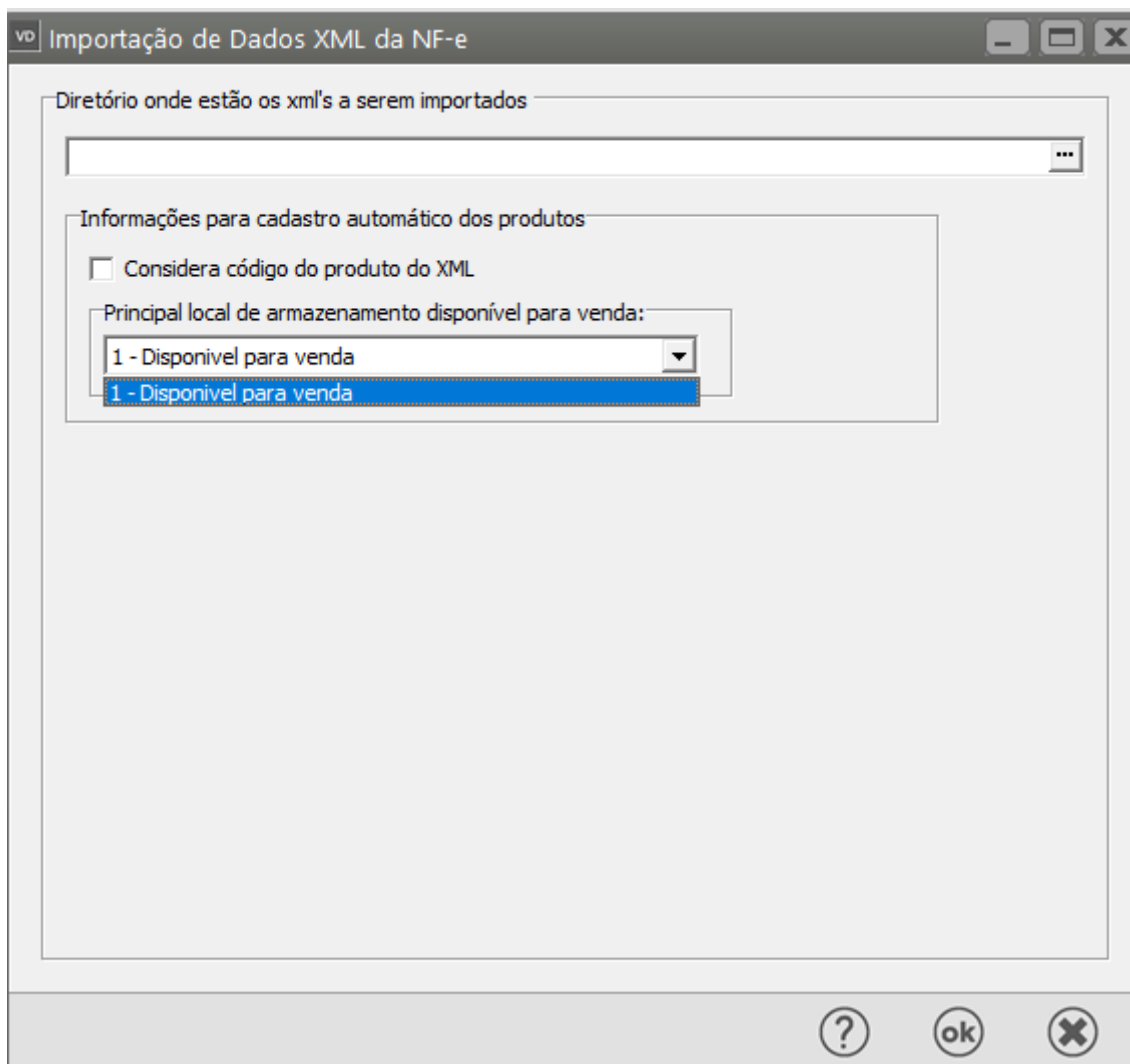 VD Importação de Dados XML da NF-e
Diretório onde estão os xml's a serem importados
...
Informações para cadastro automático dos produtos
Considera código do produto do XML
Principal local de armazenamento disponível para venda:
1 - Disponivel para venda
1 - Disponivel para venda
? ok